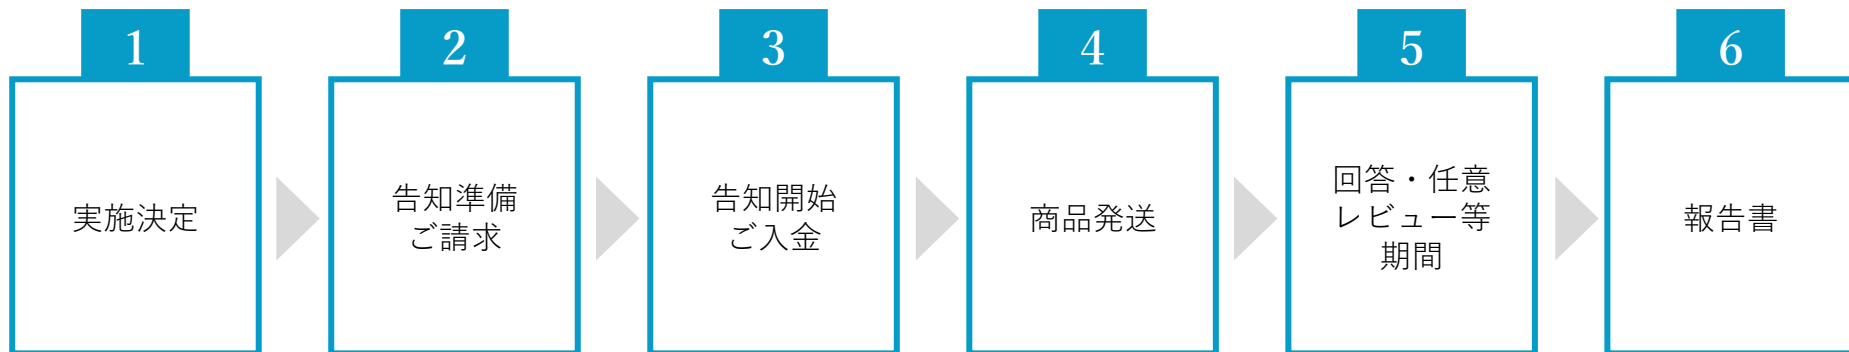 1
実施決定
2
告知準備
ご請求
3
告知開始
ご入金
4
商品発送
5
回答・任意
レビュー等
期間
6
報告書